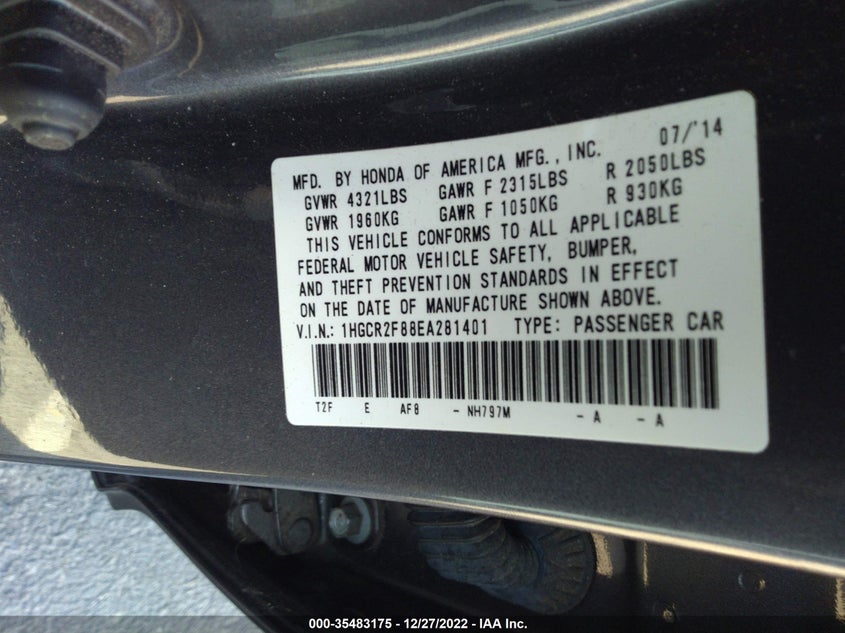 07/'14
MFD. BY HONDA OF AMERICA MFG., INC.
GVWR 4321LBS GAWR F 2315LBS R 2050LBS
GVWR 1960KG GAWR F 1050KG R 930KG
THIS VEHICLE CONFORMS TO ALL APPLICABLE
FEDERAL MOTOR VEHICLE SAFETY, BUMPER,
AND THEFT PREVENTION STANDARDS IN EFFECT
ON THE DATE OF MANUFACTURE SHOWN ABOVE.
V.I.N.: 1HGCR2F88EA281401 TYPE: PASSENGER CAR
T2F E AF8 - NH797M - A - A
000-35483175 - 12/27/2022 - IAA Inc.